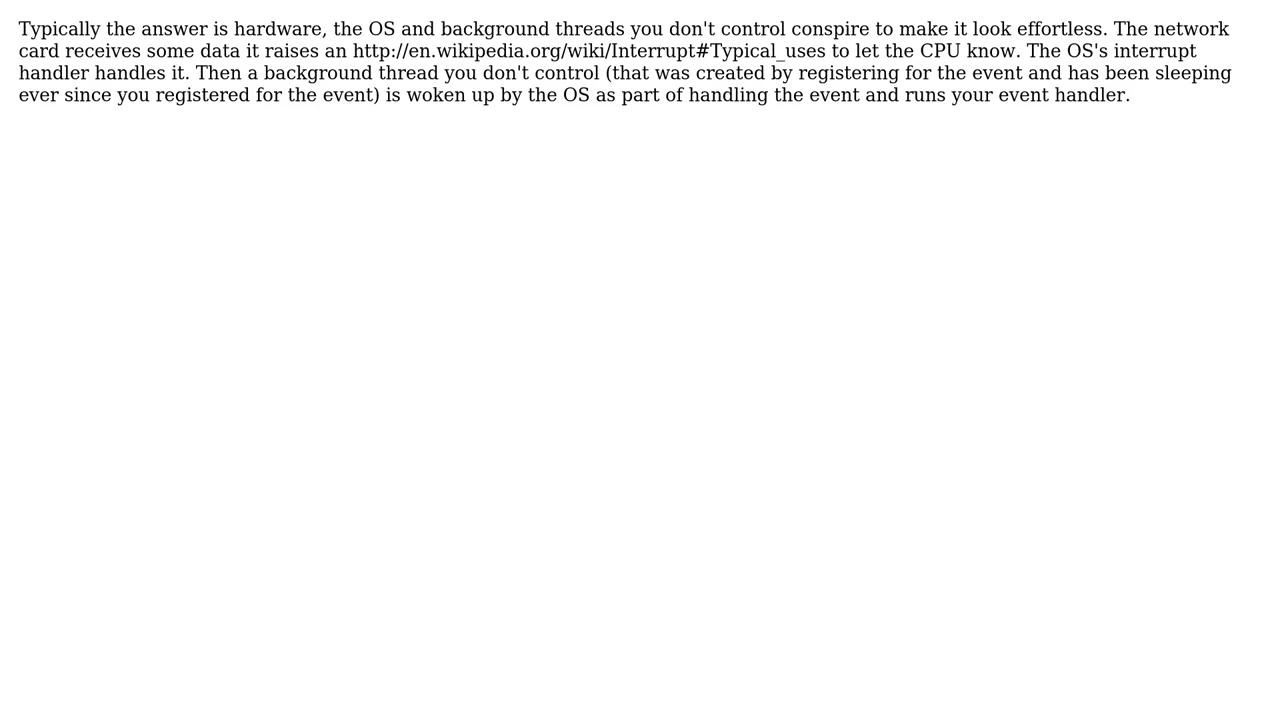 Typically the answer is hardware, the OS and background threads you don't control conspire to make it look effortless. The network
card receives some data it raises an http://en.wikipedia.org/wiki/Interrupt#Typical_uses to let the CPU know. The OS's interrupt
handler handles it. Then a background thread you don't control (that was created by registering for the event and has been sleeping
ever since you registered for the event) is woken up by the OS as part of handling the event and runs your event handler.